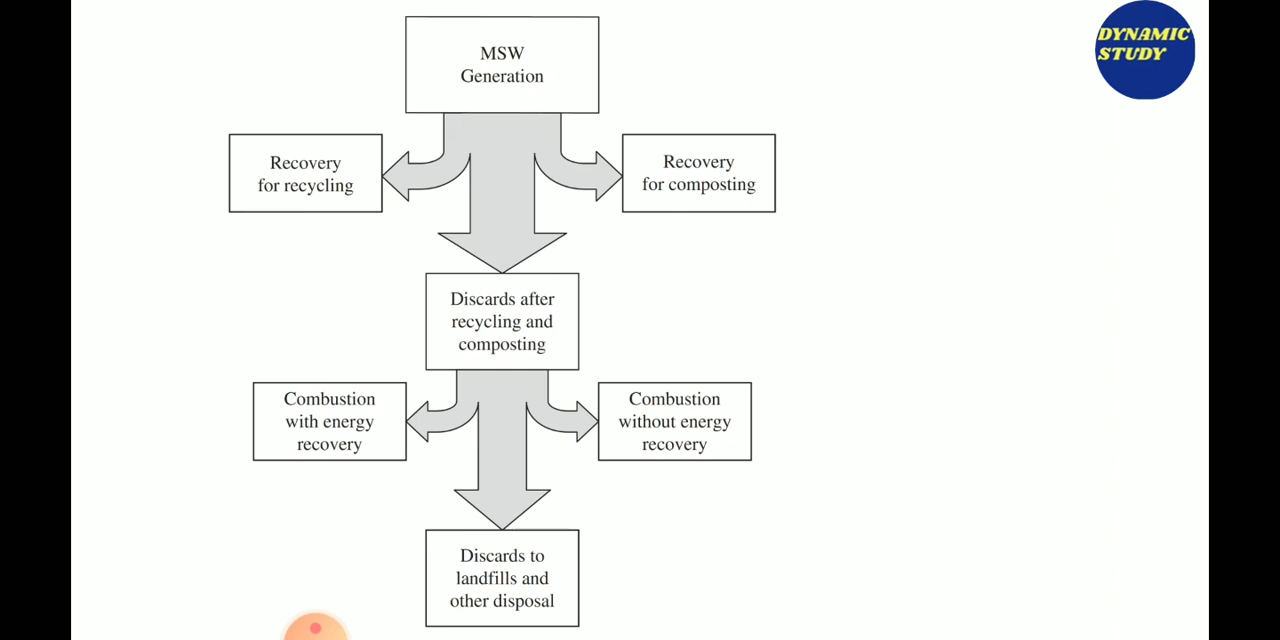 DYNAMIC
STUDY
MSW
Generation
Recovery
for recycling
Recovery
for composting
Discards after
recycling and
composting
Combustion
with energy
recovery
Combustion
without energy
recovery
Discards to
landfills and
other disposal